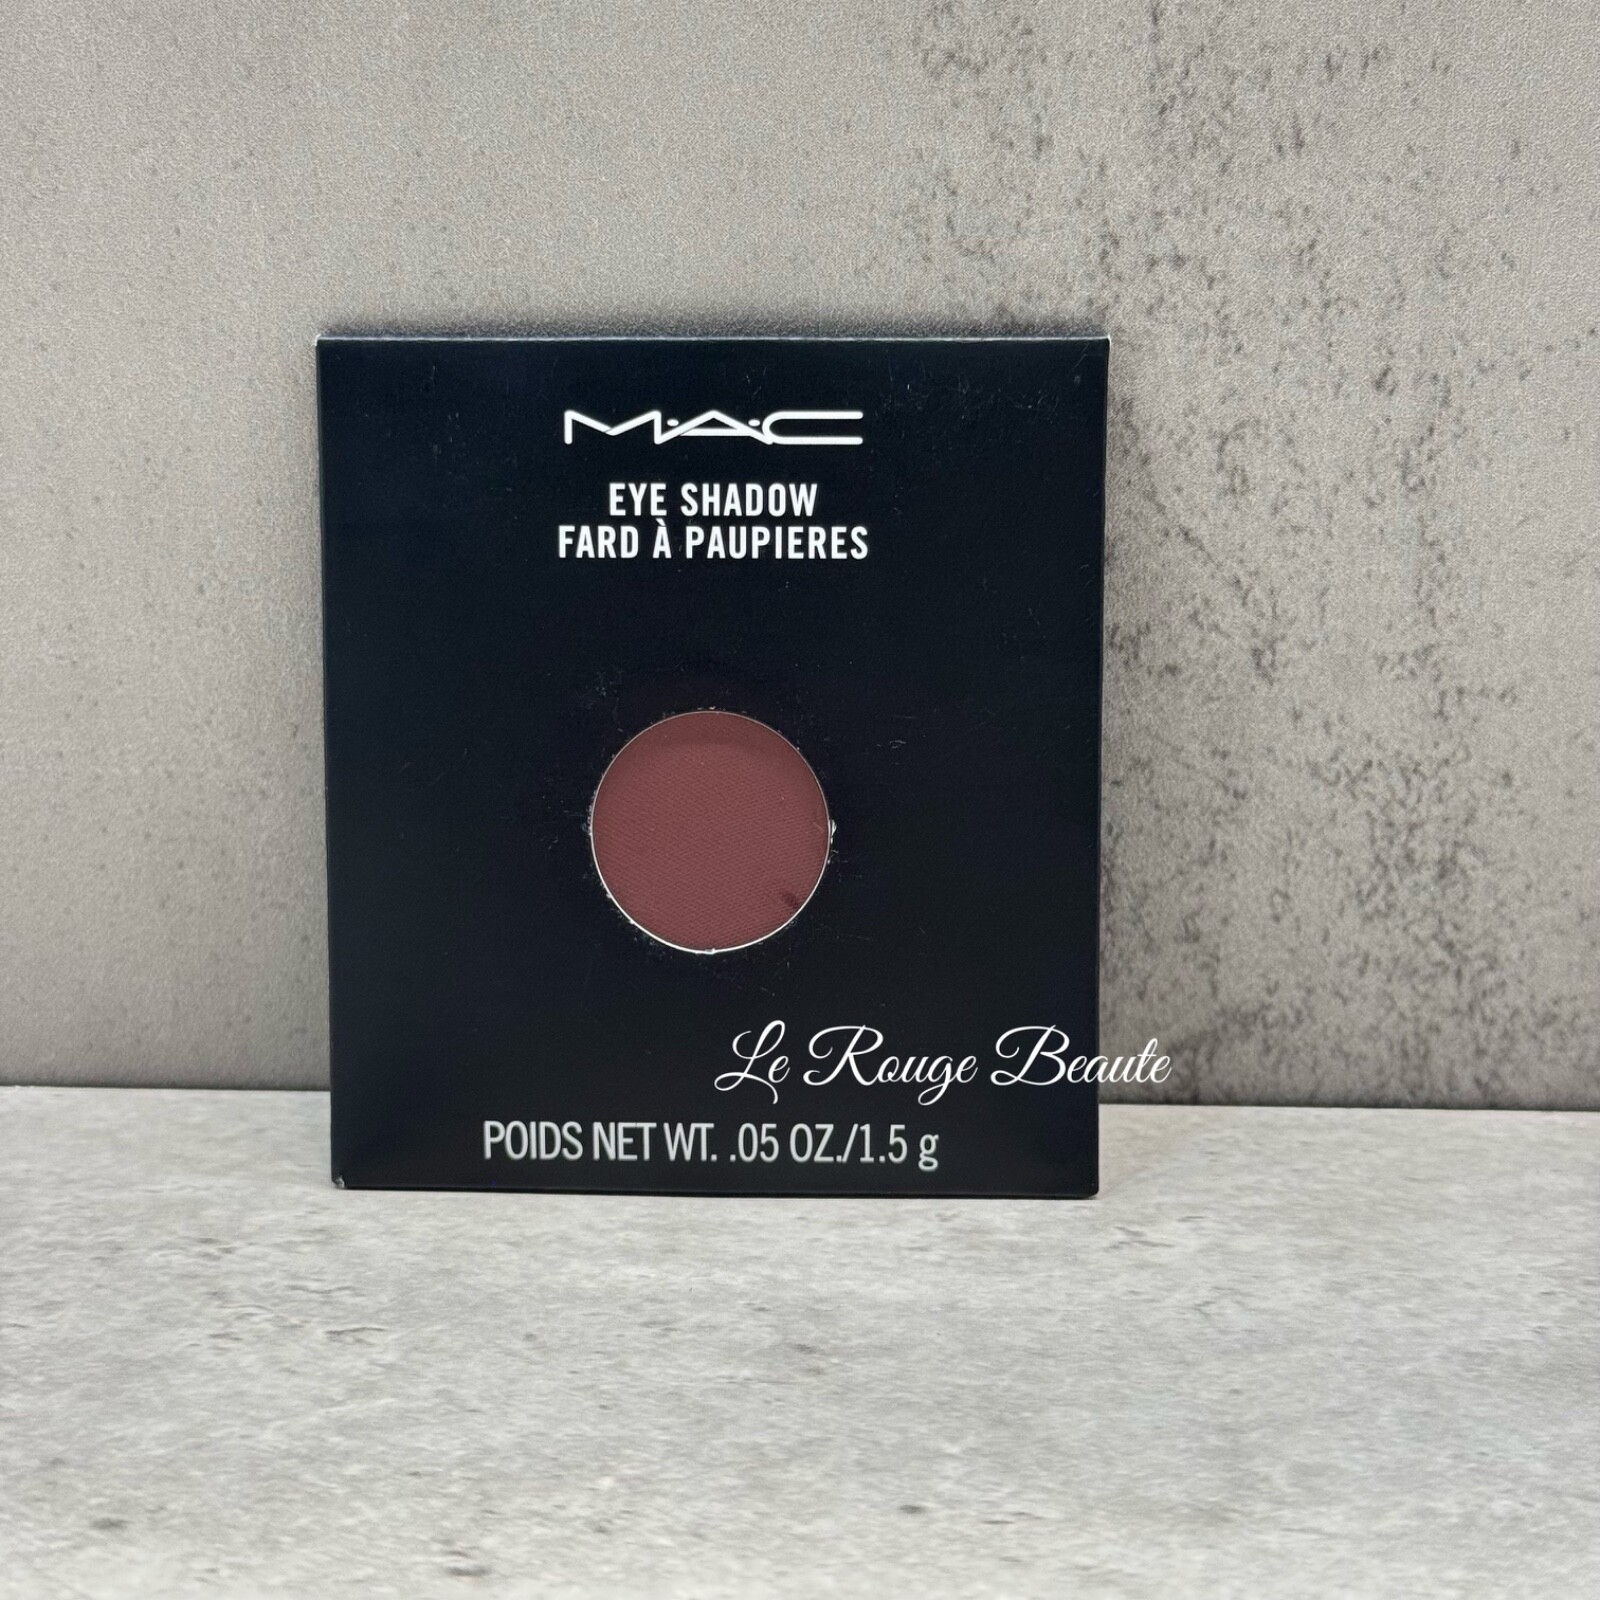 M·A·C
EYE SHADOW
FARD À PAUPIERES
Le Rouge Beaute
POIDS NET WT. .05 OZ./1.5 g